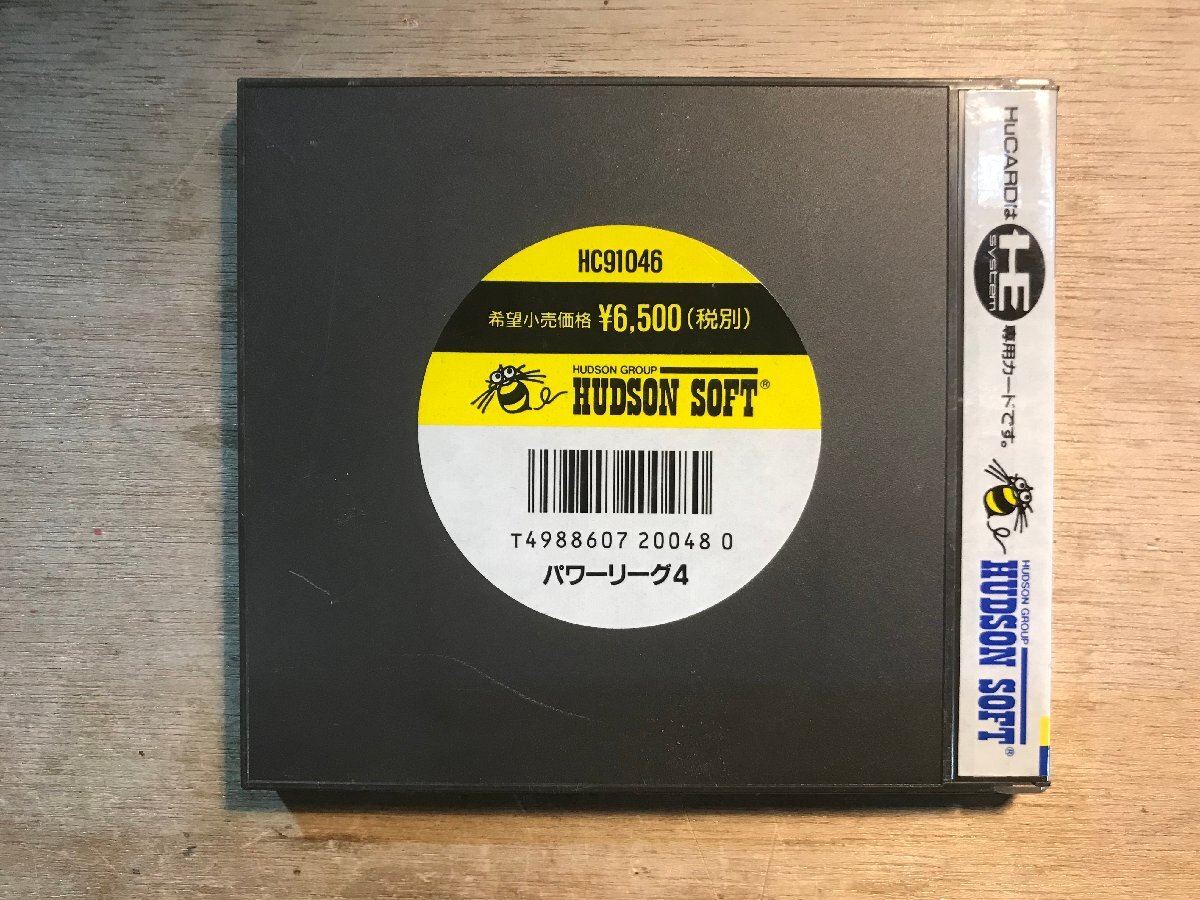 HC91046
希望小売価格 ¥6,500(税別)
HUDSON GROUP
HUDSON SOFT®
T4988607 20048 0
パワーリーグ4
HuCARDは HE system 専用カードです。
HUDSON GROUP
HUDSON SOFT®